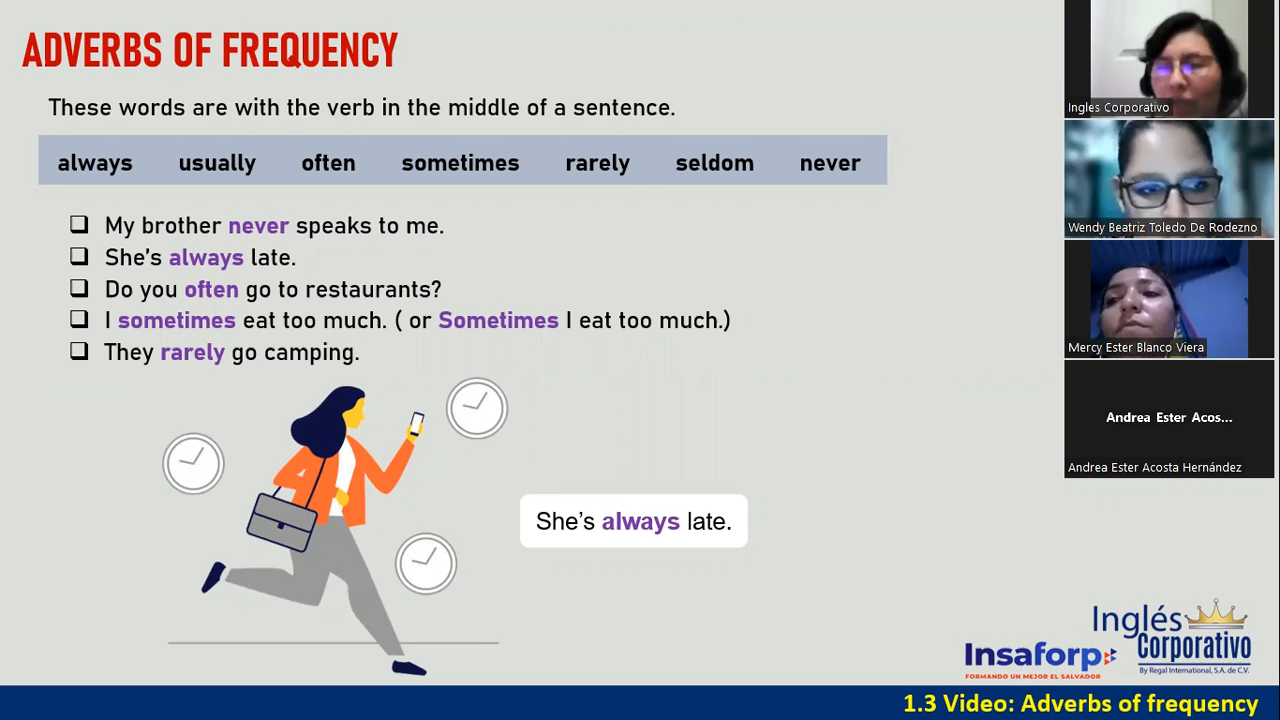 ADVERBS OF FREQUENCY
These words are with the verb in the middle of a sentence.
always usually often sometimes rarely seldom never
❑ My brother never speaks to me.
❑ She's always late.
❑ Do you often go to restaurants?
❑ I sometimes eat too much. ( or Sometimes I eat too much.)
❑ They rarely go camping.
She's always late.
Ingles Corporativo
Wendy Beatriz Toledo De Rodezno
Mercy Ester Blanco Viera
Andrea Ester Acos...
Andrea Ester Acosta Hernández
Insaforp
FORMANDO UN MEJOR EL SALVADOR
Inglés
Corporativo
By Regal International, S.A. de C.V.
1.3 Video: Adverbs of frequency